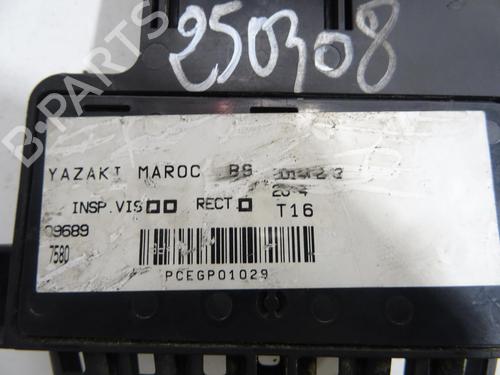 250308
YAZAKI MAROC BS
INSP.VIS RECT T16
09689
7580
PCEGP01029
B-PARTS